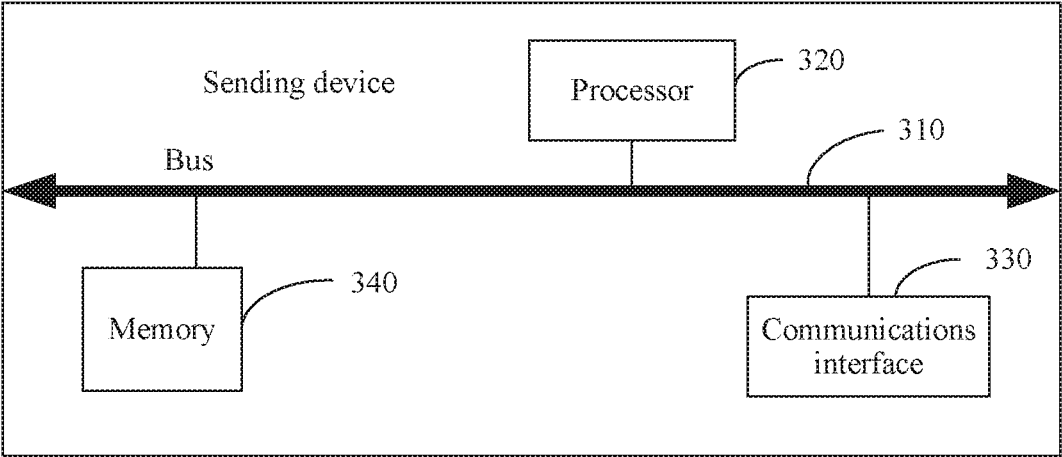 Sending device
Processor
320
310
Bus
340
Memory
330
Communications
interface